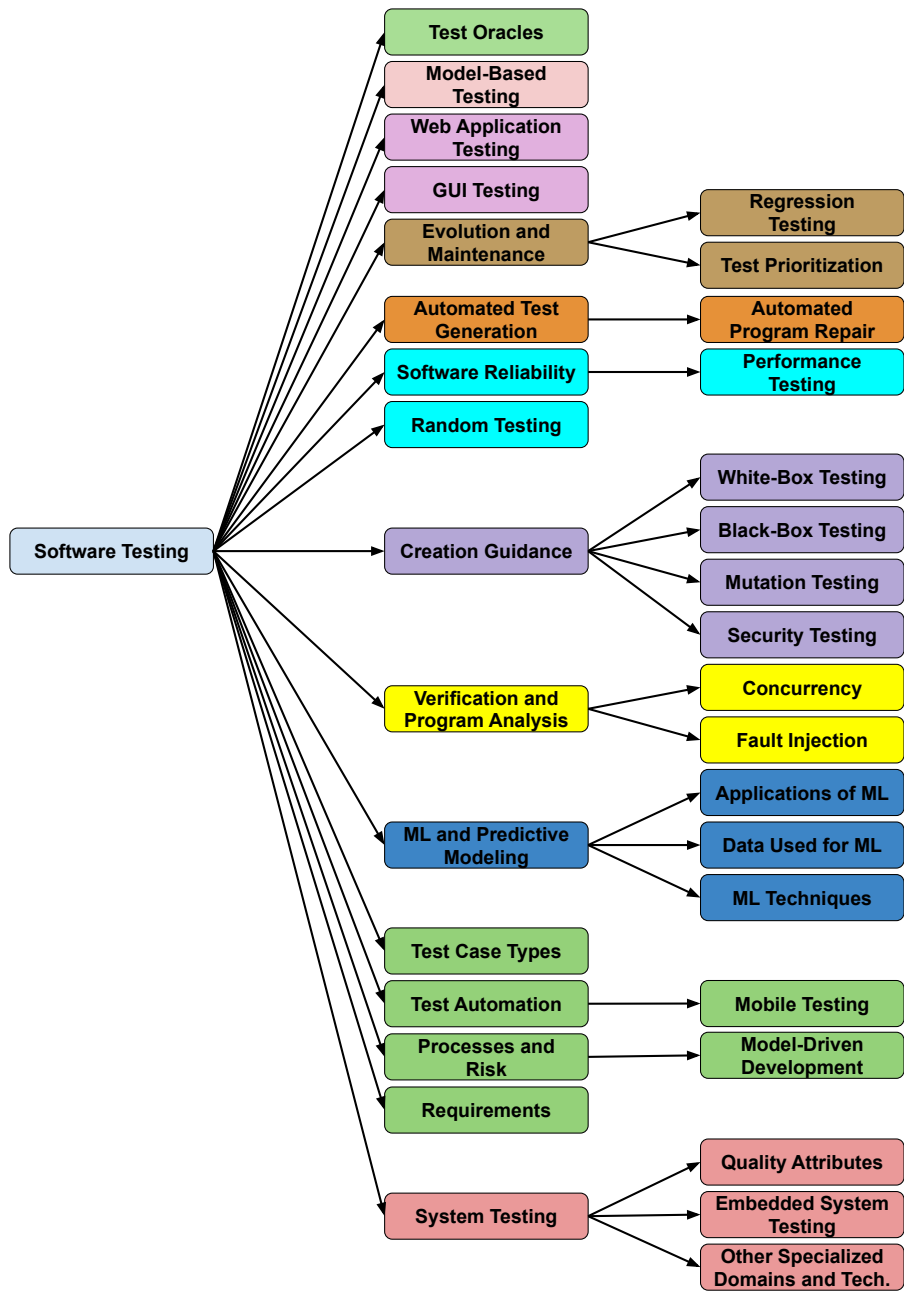 Test Oracles
Model-Based
Testing
Web Application
Testing
GUI Testing
Evolution and
Maintenance
Regression
Testing
Test Prioritization
Automated Test
Generation
Automated
Program Repair
Software Reliability
Performance
Testing
Random Testing
Software Testing
Creation Guidance
White-Box Testing
Black-Box Testing
Mutation Testing
Security Testing
Verification and
Program Analysis
Concurrency
Fault Injection
ML and Predictive
Modeling
Applications of ML
Data Used for ML
ML Techniques
Test Case Types
Test Automation
Mobile Testing
Processes and
Risk
Model-Driven
Development
Requirements
System Testing
Quality Attributes
Embedded System
Testing
Other Specialized
Domains and Tech.